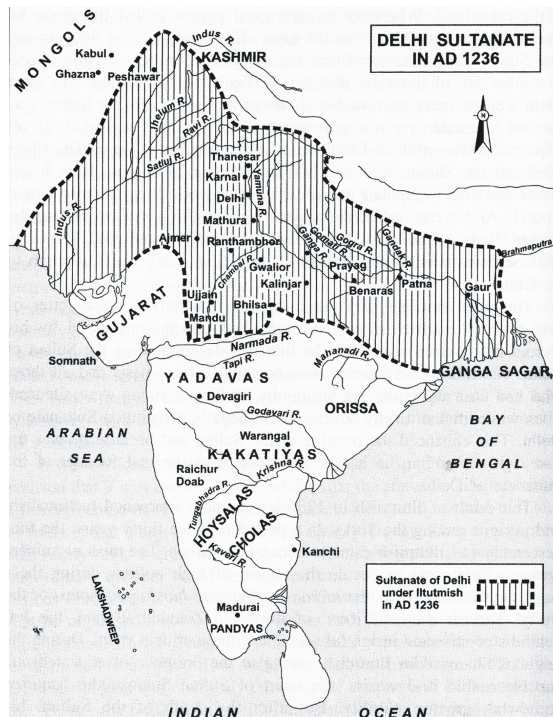 DELHI SULTANATE
IN AD 1236
MONGOLS
Indus R.
KASHMIR
Kabul
Ghazna
Peshawar
N
Jhelum R.
Ravi R.
Satluj R.
Indus R.
Thanesar
Karnal
Delhi
Yamuna R.
Mathura
Ajmer
Ranthambhor
Chambal R.
Gwalior
Ganga R.
Gomati R.
Gogra R.
Gandak R.
Brahmaputra
Prayag
Kalinjar
Benaras
Patna
Gaur
Ujjain
Mandu
Bhilsa
GUJARAT
Somnath
Narmada R.
Tapi R.
Mahanadi R.
GANGA SAGAR
YADAVAS
Devagiri
ORISSA
Godavari R.
ARAB
SEA
Warangal
KAKATIYAS
BAY
OF
BENGAL
Raichur
Doab
Krishna R.
Tungabhadra R.
HOYSALAS
CHOLAS
Kaveri R.
Kanchi
LAKSHADWEEP
Madurai
PANDYAS
Sultanate of Delhi
under Iltutmish
in AD 1236
INDIAN OCEAN